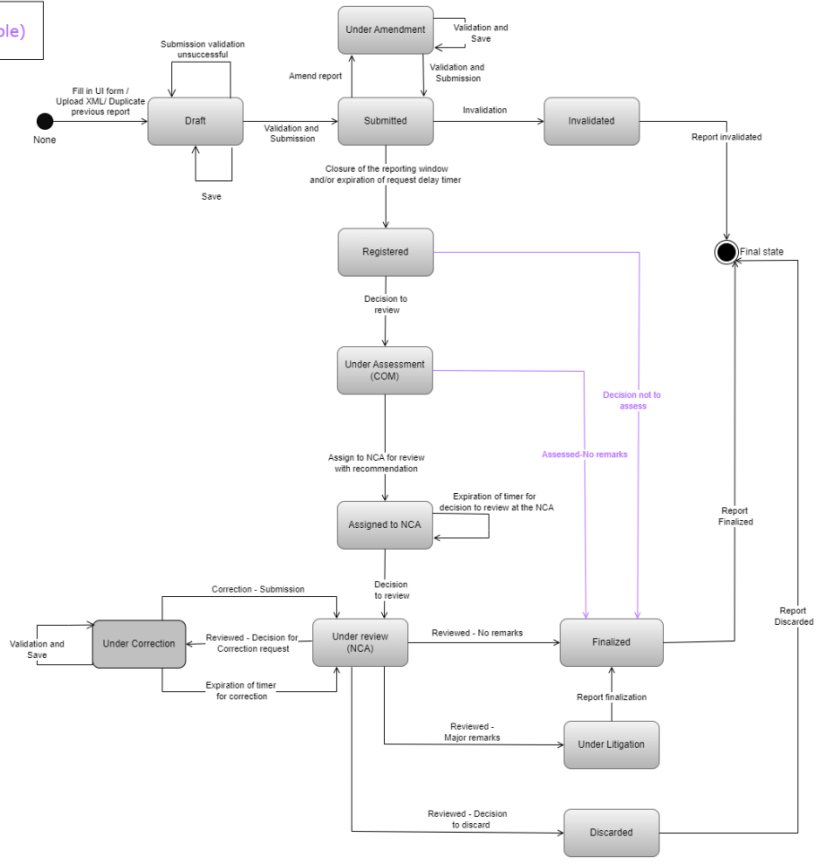 ble)
Under Amendment
Validation and
Save
Submission validation
unsuccessful
Amend report
Validation and
Submission
Fill in UI form /
Upload XML/ Duplicate
previous report
None
Draft
Validation and
Submission
Submitted
Invalidation
Invalidated
Report invalidated
Save
Closure of the reporting window
and/or expiration of request delay timer
Registered
Final state
Decision to
review
Under Assessment
(COM)
Decision not to
assess
Assign to NCA for review
with recommendation
Assessed-No remarks
Expiration of timer for
decision to review at the NCA
Assigned to NCA
Report
Finalized
Decision
to review
Correction - Submission
Report
Discarded
Validation and
Save
Under Correction
Reviewed - Decision for
Correction request
Under review
(NCA)
Reviewed - No remarks
Finalized
Expiration of timer
for correction
Report finalization
Reviewed -
Major remarks
Under Litigation
Reviewed - Decision
to discard
Discarded